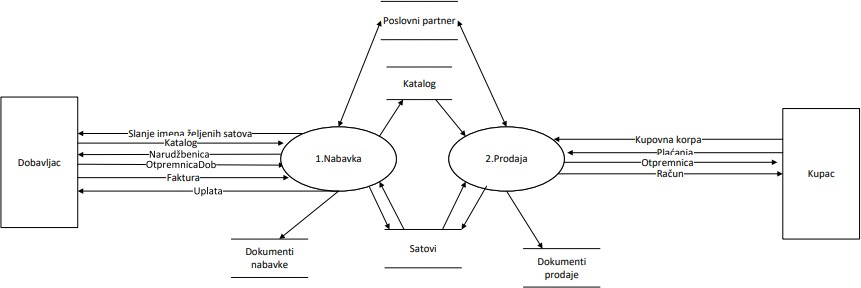 Poslovni partner
Katalog
Dobavljac
Slanje imena željenih satova
Katalog
Narudžbenica
OtpremnicaDob
Faktura
Uplata
1.Nabavka
2.Prodaja
Kupovna korpa
Plaćanja
Otpremnica
Račun
Kupac
Satovi
Dokumenti
nabavke
Dokumenti
prodaje